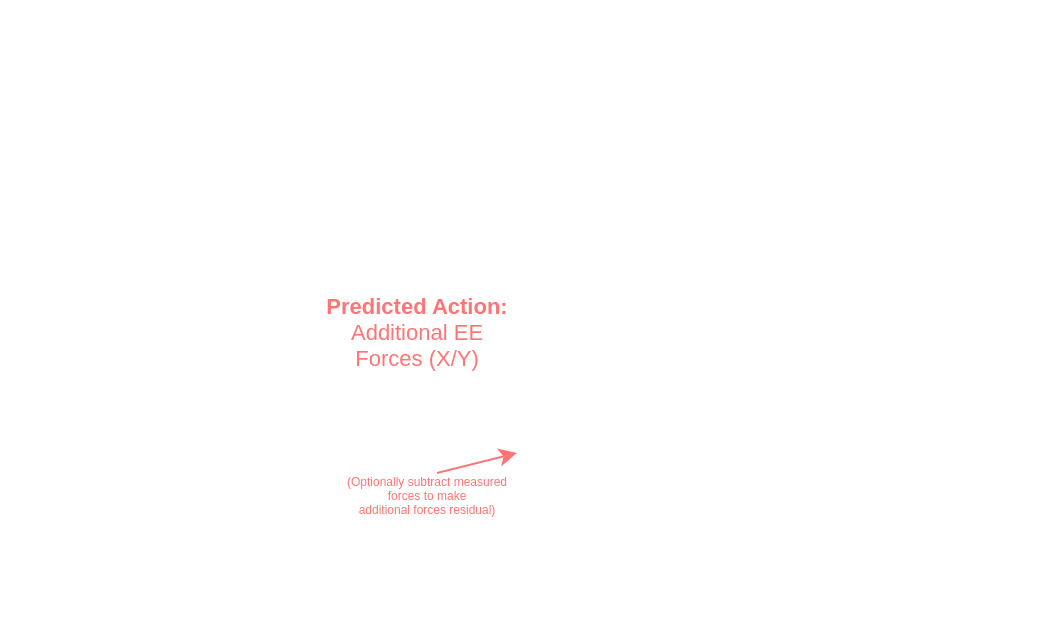 Predicted Action:
Additional EE
Forces (X/Y)
(Optionally subtract measured
forces to make
additional forces residual)